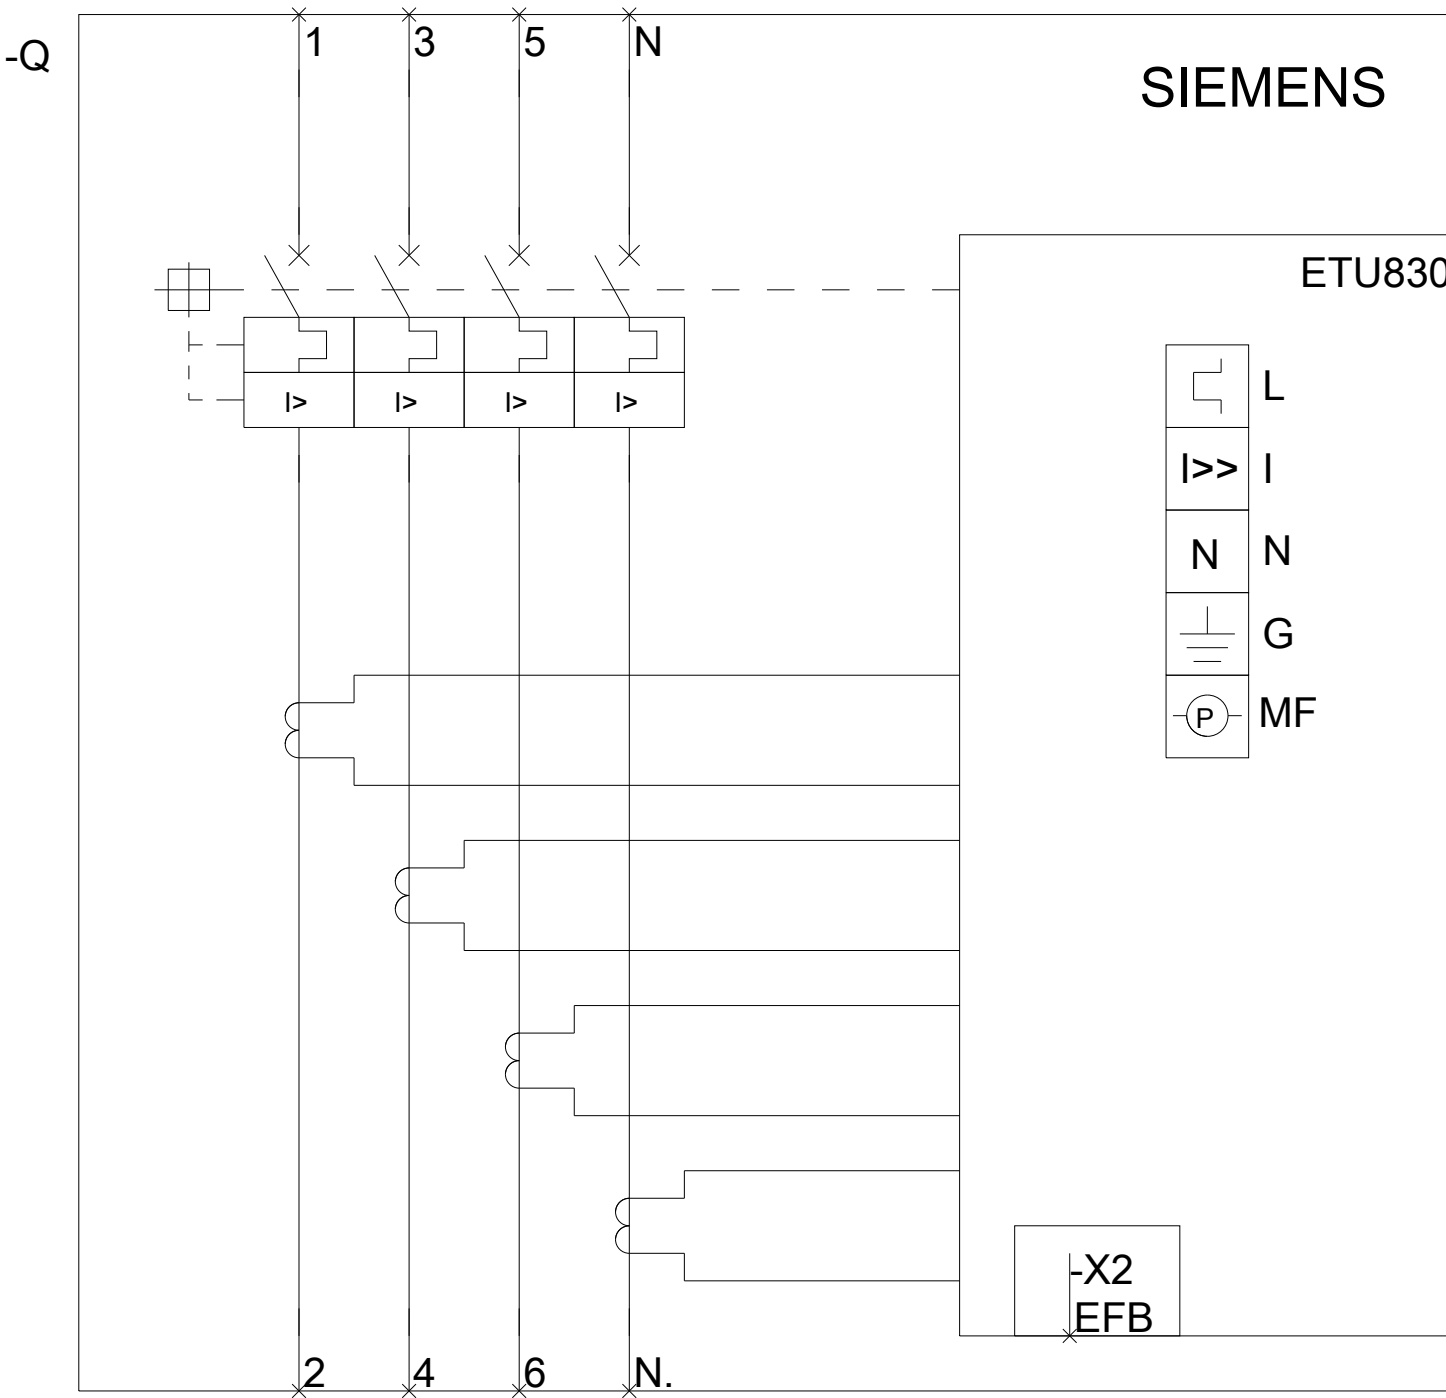 -Q
1 3 5 N
SIEMENS
ETU830
I> I> I> I>
L
I>> I
N N
G
P MF
-X2
EFB
2 4 6 N.